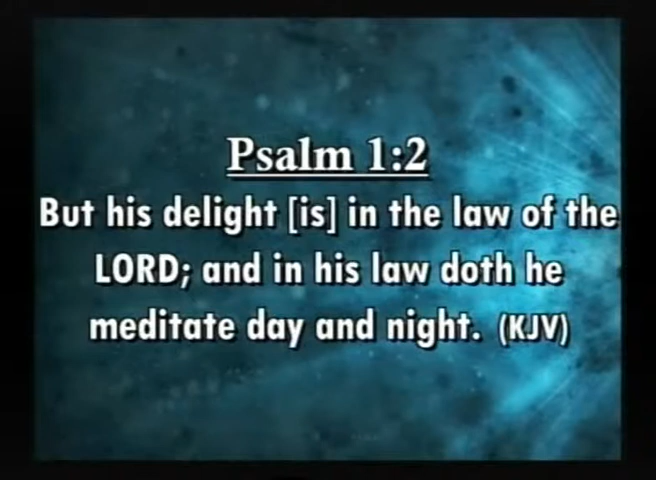 Psalm 1:2
But his delight [is] in the law of the
LORD; and in his law doth he
meditate day and night. (KJV)